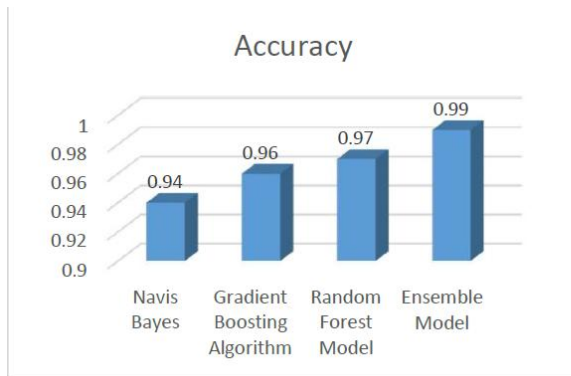 Accuracy
1
0.98
0.96
0.94
0.92
0.9
0.94
0.96
0.97
0.99
Navis
Bayes
Gradient
Boosting
Algorithm
Random
Forest
Model
Ensemble
Model